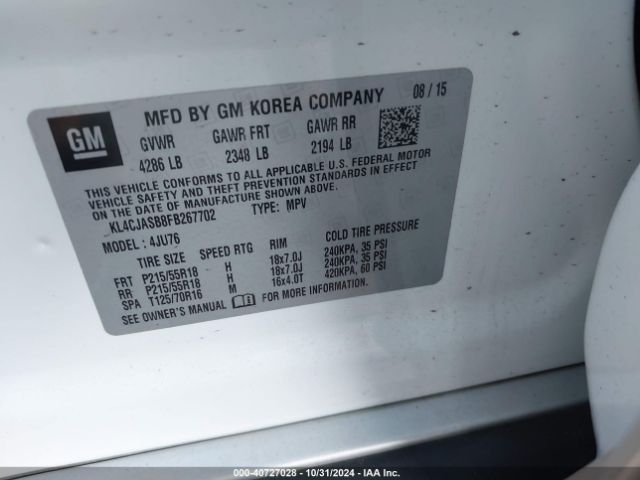 MFD BY GM KOREA COMPANY 08 / 15
GM
GVWR GAWR FRT GAWR RR
4286 LB 2348 LB 2194 LB
THIS VEHICLE CONFORMS TO ALL APPLICABLE U.S. FEDERAL MOTOR
VEHICLE SAFETY AND THEFT PREVENTION STANDARDS IN EFFECT
ON THE DATE OF MANUFACTURE SHOWN ABOVE.
KL4CJASB8FB267702 TYPE: MPV
MODEL: 4JU76
TIRE SIZE SPEED RTG RIM COLD TIRE PRESSURE
FRT P215/55R18 H 18x7.0J 240KPA, 35 PSI
RR P215/55R18 H 18x7.0J 240KPA, 35 PSI
SPA T125/70R16 M 16x4.0T 420KPA, 60 PSI
SEE OWNER'S MANUAL FOR MORE INFORMATION.
000-40727028 - 10/31/2024 - IAA Inc.